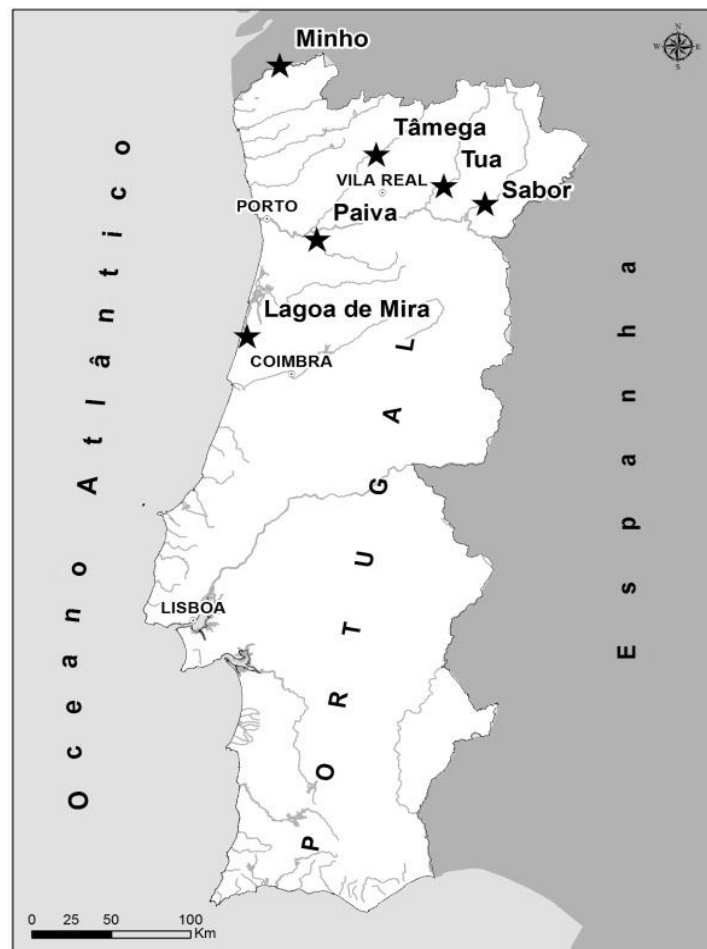 N
W E
S
Minho
Tâmega
Tua
VILA REAL
Sabor
PORTO
Paiva
Lagoa de Mira
COIMBRA
LISBOA
Oceano Atlântico
PORTUGAL
Espanha
0 25 50 100
Km